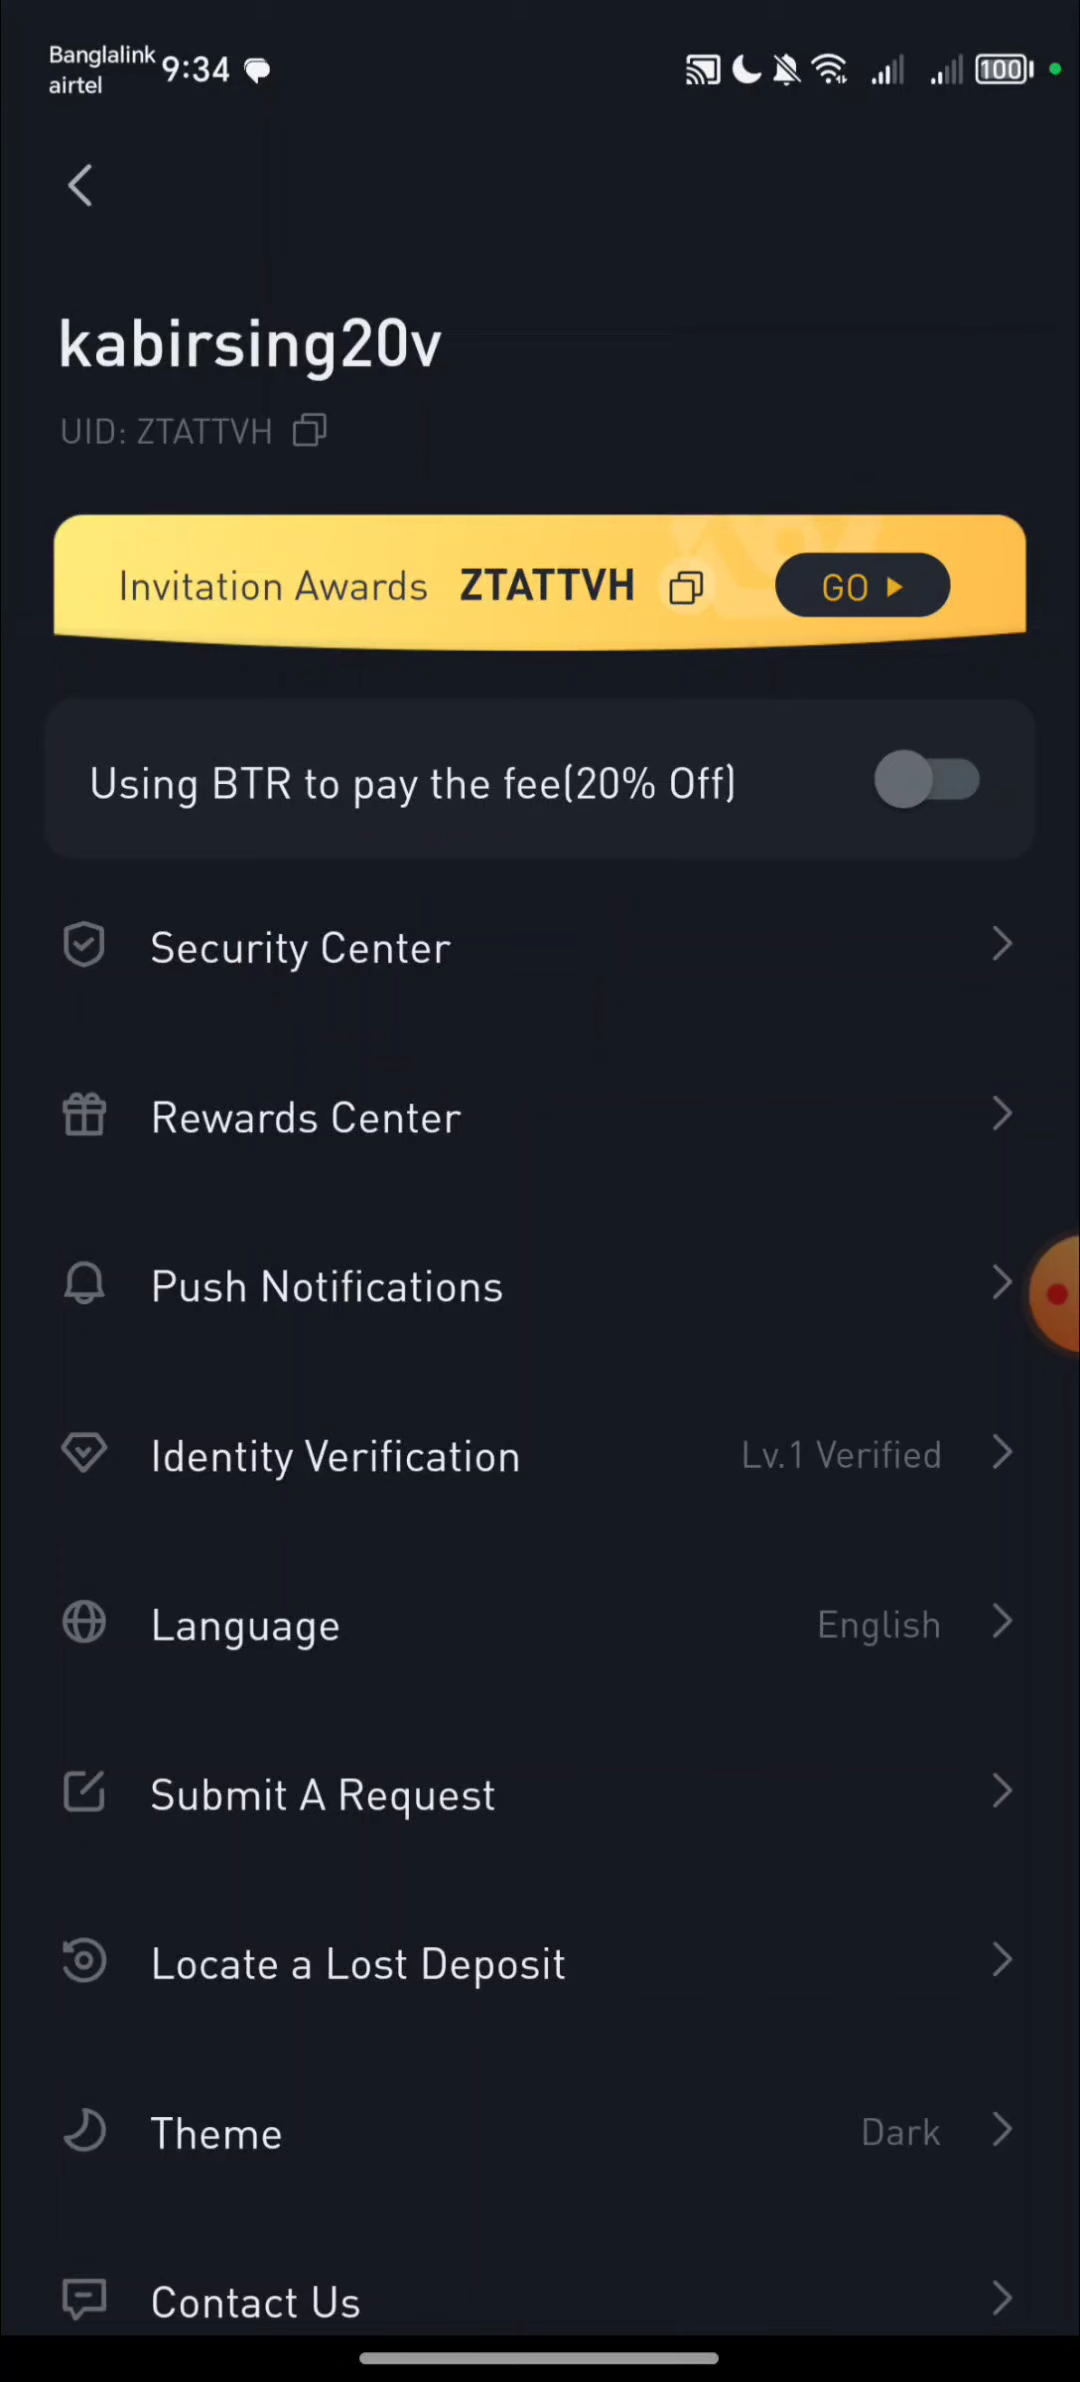 Banglalink
airtel
9:34
100
kabirsing20v
UID: ZTATTVH
Invitation Awards ZTATTVH GO
Using BTR to pay the fee(20% Off)
Security Center
Rewards Center
Push Notifications
Identity Verification Lv.1 Verified
Language English
Submit A Request
Locate a Lost Deposit
Theme Dark
Contact Us